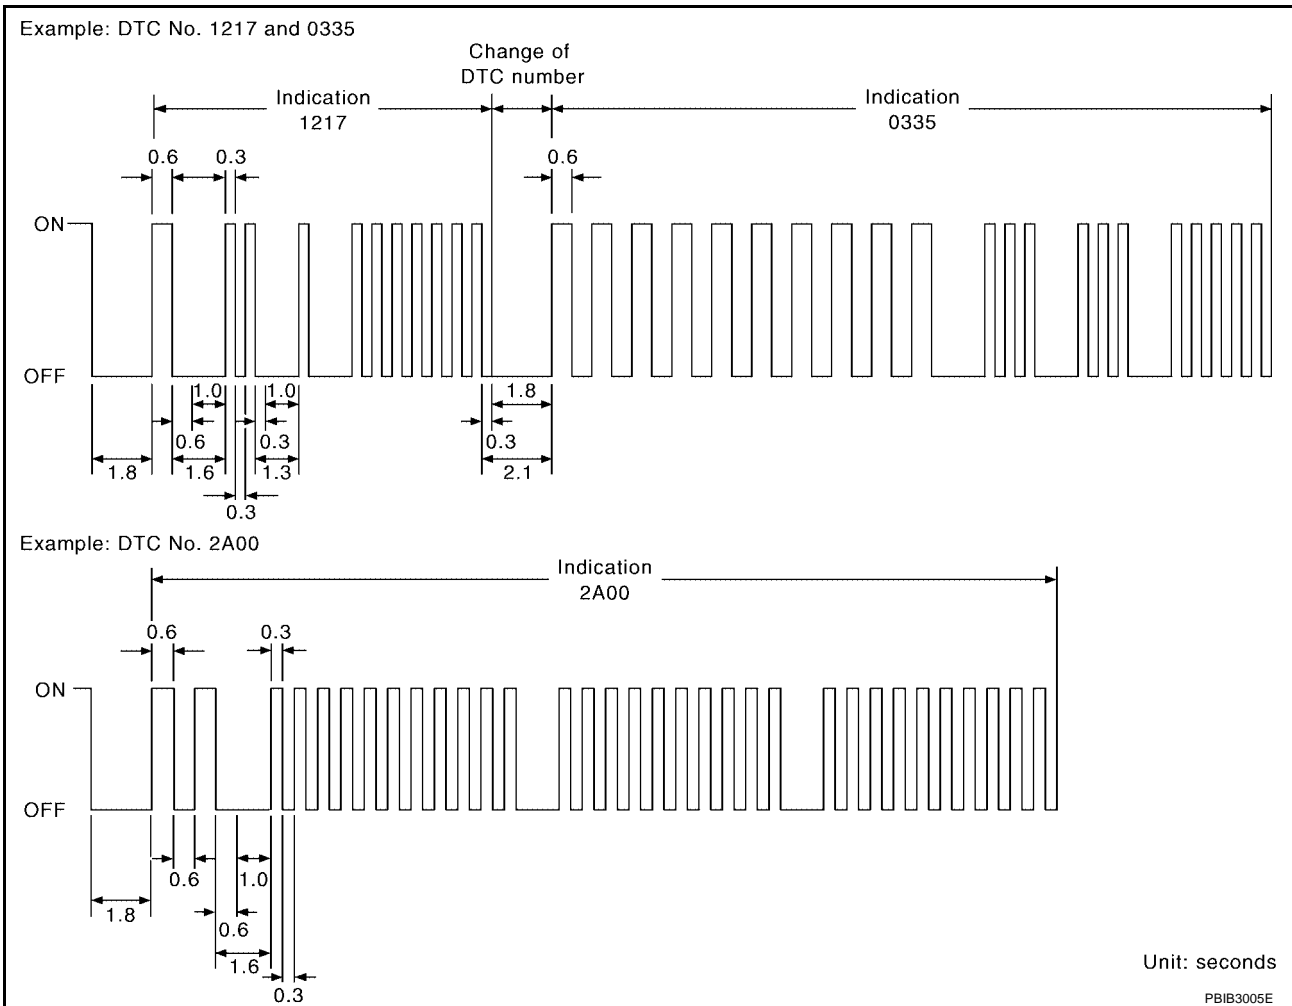 Example: DTC No. 1217 and 0335
Change of
DTC number
Indication
1217
Indication
0335
0.6
0.3
0.6
ON
OFF
1.0
1.0
1.8
0.6
0.3
0.3
1.8
1.6
1.3
2.1
0.3
Example: DTC No. 2A00
Indication
2A00
0.6
0.3
ON
OFF
0.6
1.0
1.8
0.6
1.6
0.3
Unit: seconds
PBIB3005E